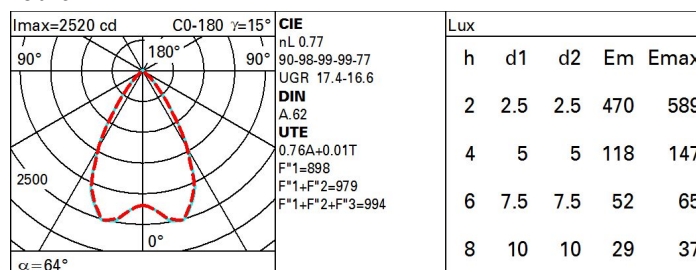 Imax=2520 cd C0-180 γ=15°
90° 180° 90°
2500
0°
α=64°
CIE
nL 0.77
90-98-99-99-77
UGR 17.4-16.6
DIN
A.62
UTE
0.76A+0.01T
F"1=898
F"1+F"2=979
F"1+F"2+F"3=994
Lux
h d1 d2 Em Emax
2 2.5 2.5 470 589
4 5 5 118 147
6 7.5 7.5 52 65
8 10 10 29 37